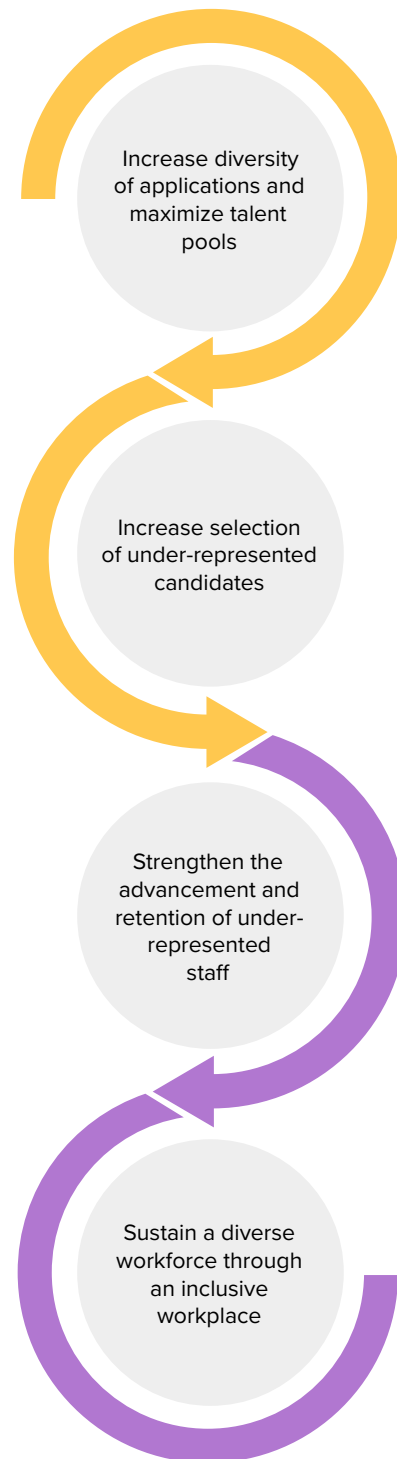 Increase diversity
of applications and
maximize talent
pools
Increase selection
of under-represented
candidates
Strengthen the
advancement and
retention of under-
represented
staff
Sustain a diverse
workforce through
an inclusive
workplace